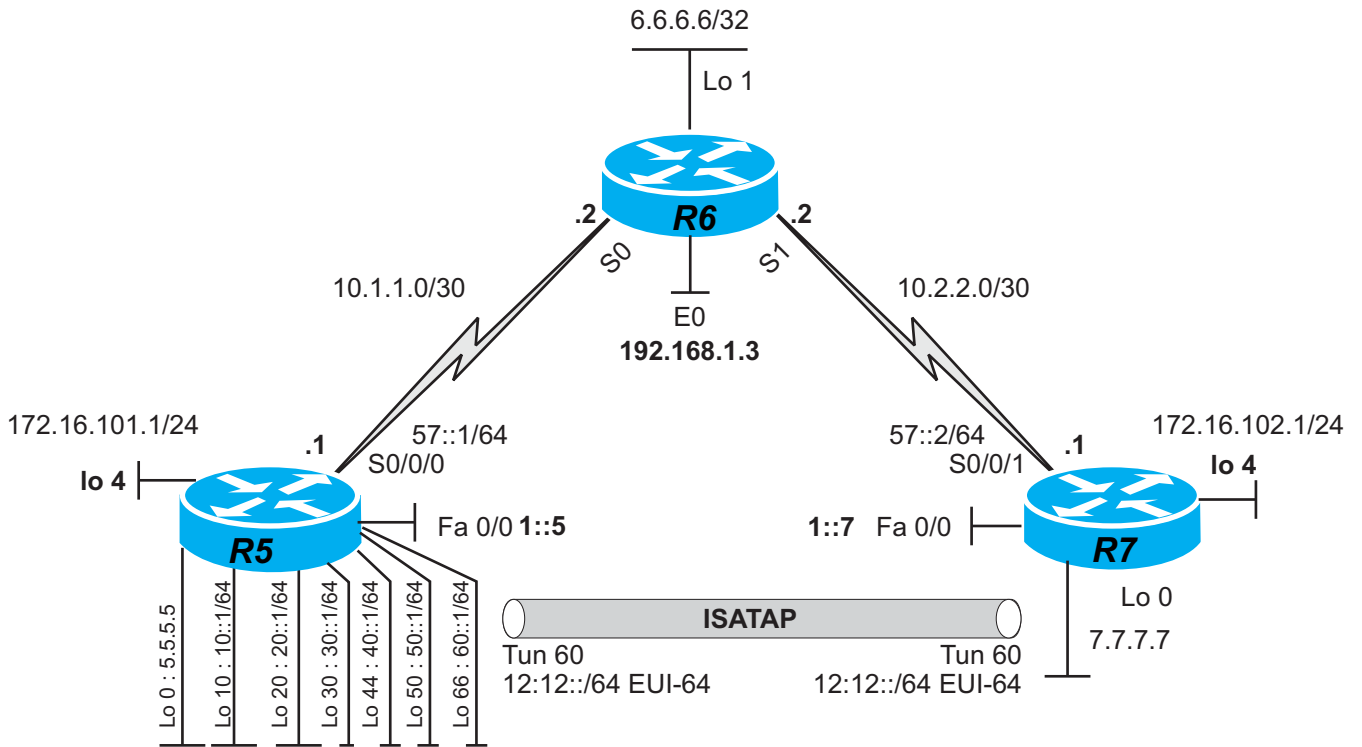 6.6.6.6/32
Lo 1
.2
R6
.2
S0
S1
10.1.1.0/30
10.2.2.0/30
E0
192.168.1.3
172.16.101.1/24
57::1/64
57::2/64
172.16.102.1/24
.1
S0/0/0
S0/0/1
.1
lo 4
lo 4
Fa 0/0 1::5
1::7 Fa 0/0
R5
R7
Lo 0 : 5.5.5.5
Lo 10 : 10::1/64
Lo 20 : 20::1/64
Lo 30 : 30::1/64
Lo 44 : 40::1/64
Lo 50 : 50::1/64
Lo 66 : 60::1/64
ISATAP
Lo 0
7.7.7.7
Tun 60
Tun 60
12:12::/64 EUI-64
12:12::/64 EUI-64